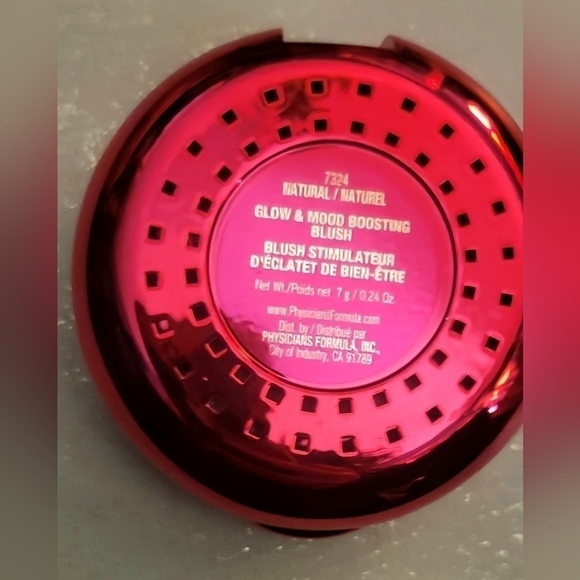 7324
NATURAL / NATUREL
GLOW & MOOD BOOSTING
BLUSH
BLUSH STIMULATEUR
D'ÉCLATET DE BIEN-ÊTRE
Net Wt./Poids net 7 g / 0.24 Oz.
www.PhysiciansFormula.com
Dist. by / Distribué par
PHYSICIANS FORMULA, INC.,
City of Industry, CA 91789